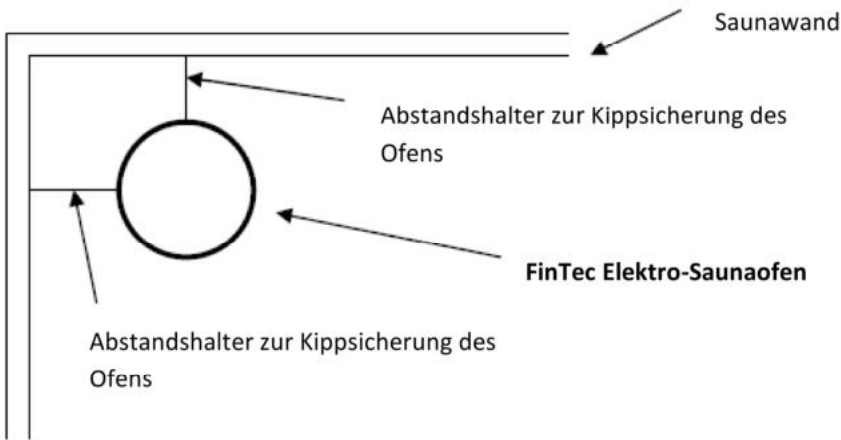 Saunawand
Abstandshalter zur Kippsicherung des
Ofens
FinTec Elektro-Saunaofen
Abstandshalter zur Kippsicherung des
Ofens